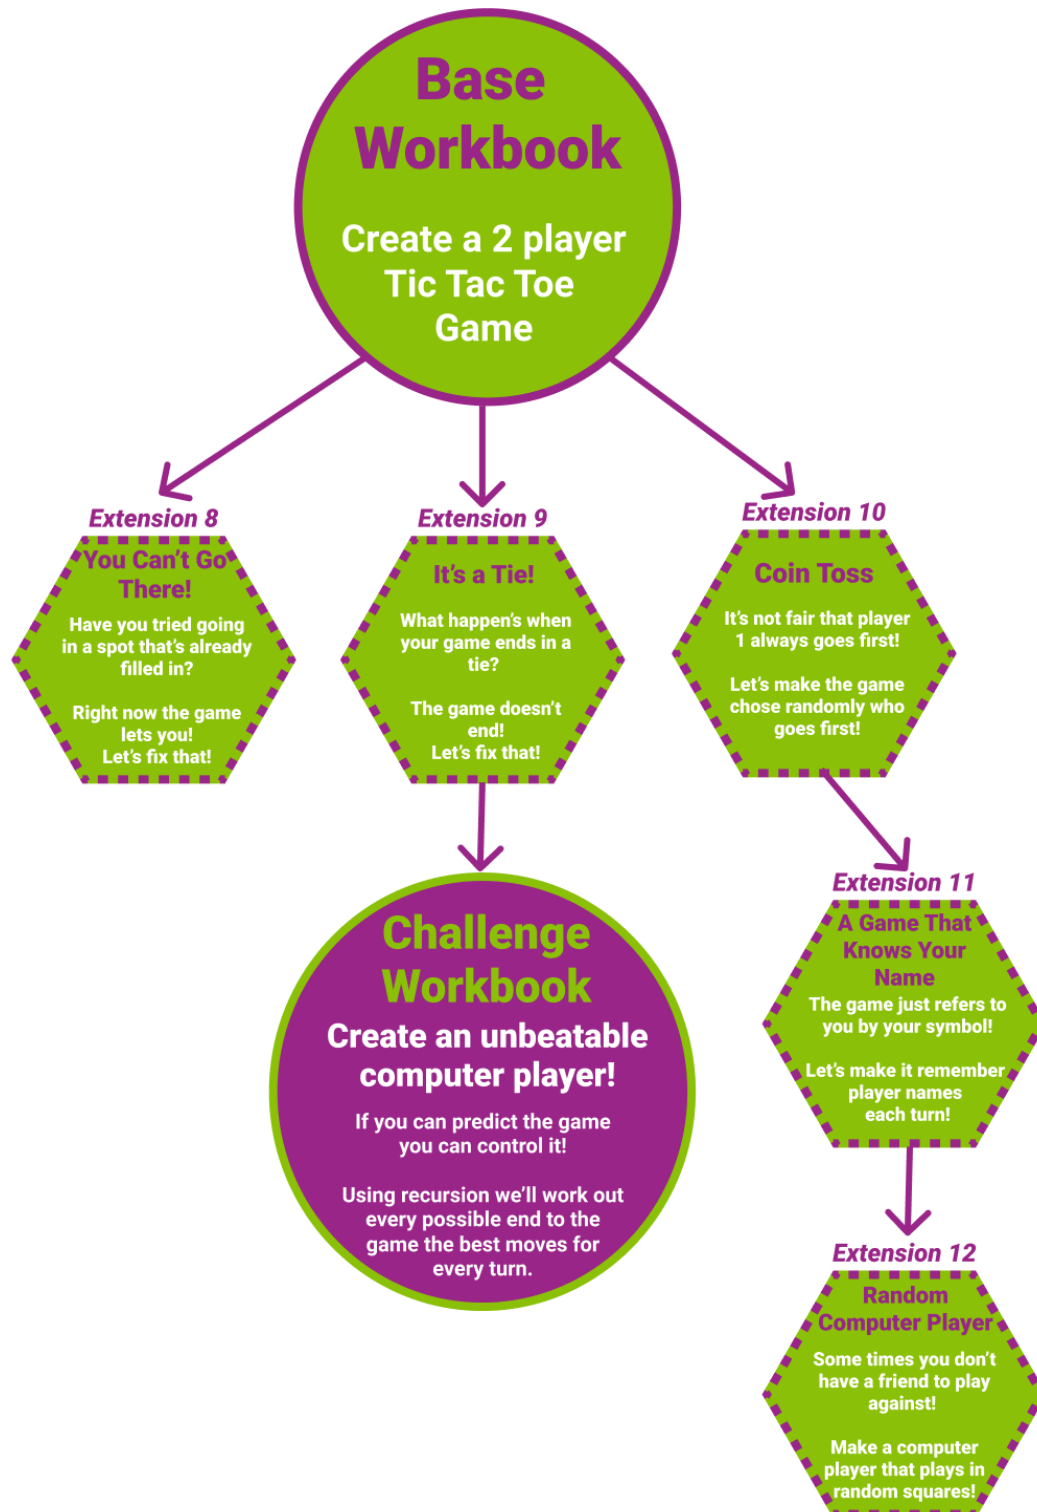 Base
Workbook
Create a 2 player
Tic Tac Toe
Game
Extension 8
You Can't Go
There!
Have you tried going
in a spot that's already
filled in?
Right now the game
lets you!
Let's fix that!
Extension 9
It's a Tie!
What happen's when
your game ends in a
tie?
The game doesn't
end!
Let's fix that!
Extension 10
Coin Toss
It's not fair that player
1 always goes first!
Let's make the game
chose randomly who
goes first!
Challenge
Workbook
Create an unbeatable
computer player!
If you can predict the game
you can control it!
Using recursion we'll work out
every possible end to the
game the best moves for
every turn.
Extension 11
A Game That
Knows Your
Name
The game just refers to
you by your symbol!
Let's make it remember
player names
each turn!
Extension 12
Random
Computer Player
Some times you don't
have a friend to play
against!
Make a computer
player that plays in
random squares!